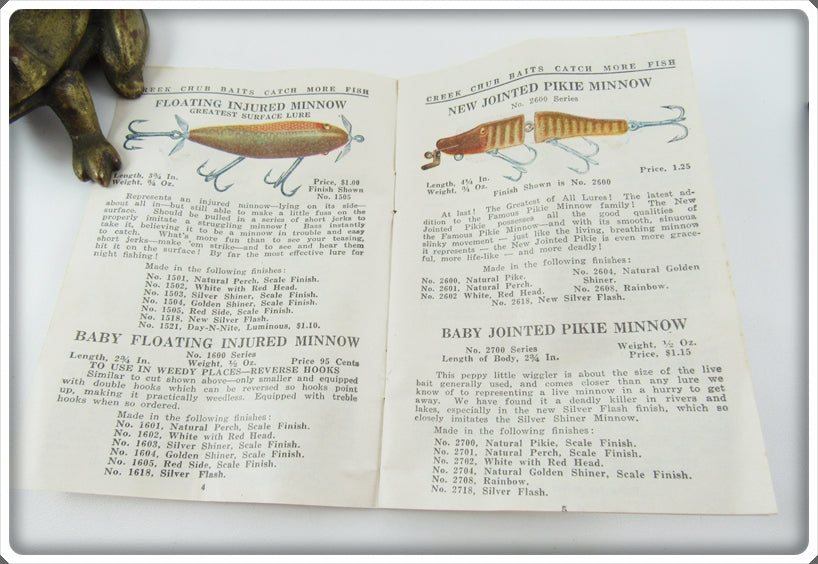 CREEK CHUB BAITS CATCH MORE FISH
FLOATING INJURED MINNOW
GREATEST SURFACE LURE
Length, 3¾ In.
Weight, ¾ Oz.
Price, $1.00
Finish Shown
No. 1505
Represents an injured minnow—lying on its side—
about all in—but still able to make a little fuss on the
surface. Should be pulled in a series of short jerks to
properly imitate a struggling minnow! Bass instantly
take it, believing it to be a minnow in trouble and easy
to catch. What's more fun than to see your teasing,
short jerks—make 'em strike—and to see and hear them
hit it on the surface! By far the most effective lure for
night fishing!
Made in the following finishes:
No. 1501, Natural Perch, Scale Finish.
No. 1502, White with Red Head.
No. 1503, Silver Shiner, Scale Finish.
No. 1504, Golden Shiner, Scale Finish.
No. 1505, Red Side, Scale Finish.
No. 1518, New Silver Flash.
No. 1521, Day-N-Nite, Luminous, $1.10.
BABY FLOATING INJURED MINNOW
No. 1600 Series
Length, 2¾ In. Weight, ½ Oz. Price 95 Cents
TO USE IN WEEDY PLACES—REVERSE HOOKS
Similar to cut shown above—only smaller and equipped
with double hooks which can be reversed so hooks point
up, making it practically weedless. Equipped with treble
hooks when so ordered.
Made in the following finishes:
No. 1601, Natural Perch, Scale Finish.
No. 1602, White with Red Head.
No. 1603, Silver Shiner, Scale Finish.
No. 1604, Golden Shiner, Scale Finish.
No. 1605, Red Side, Scale Finish.
No. 1618, Silver Flash.
4
CREEK CHUB BAITS CATCH MORE FISH
NEW JOINTED PIKIE MINNOW
No. 2600 Series
Length, 4¼ In.
Weight, ¾ Oz.
Finish Shown is No. 2600
Price, 1.25
At last! The Greatest of All Lures! The latest ad-
dition to the Famous Pikie Minnow family! The New
Jointed Pikie possesses all the good qualities of
the Famous Pikie Minnow—and with its smooth, sinuous
slinky movement — just like the living, breathing minnow
it represents — the New Jointed Pikie is even more grace-
ful, more life-like — and more deadly!
Made in the following finishes:
No. 2600, Natural Pike.
No. 2601, Natural Perch.
No. 2602 White, Red Head.
No. 2604, Natural Golden
Shiner.
No. 2608, Rainbow.
No. 2618, New Silver Flash.
BABY JOINTED PIKIE MINNOW
No. 2700 Series
Length of Body, 2¾ In.
Weight, ½ Oz.
Price, $1.15
This peppy little wiggler is about the size of the live
bait generally used, and comes closer than any lure we
know of to representing a live minnow in a hurry to get
away. We have found it a deadly killer in rivers and
lakes, especially in the new Silver Flash finish, which so
closely imitates the Silver Shiner Minnow.
Made in the following finishes:
No. 2700, Natural Pikie, Scale Finish.
No. 2701, Natural Perch, Scale Finish.
No. 2702, White with Red Head.
No. 2704, Natural Golden Shiner, Scale Finish.
No. 2708, Rainbow.
No. 2718, Silver Flash.
5